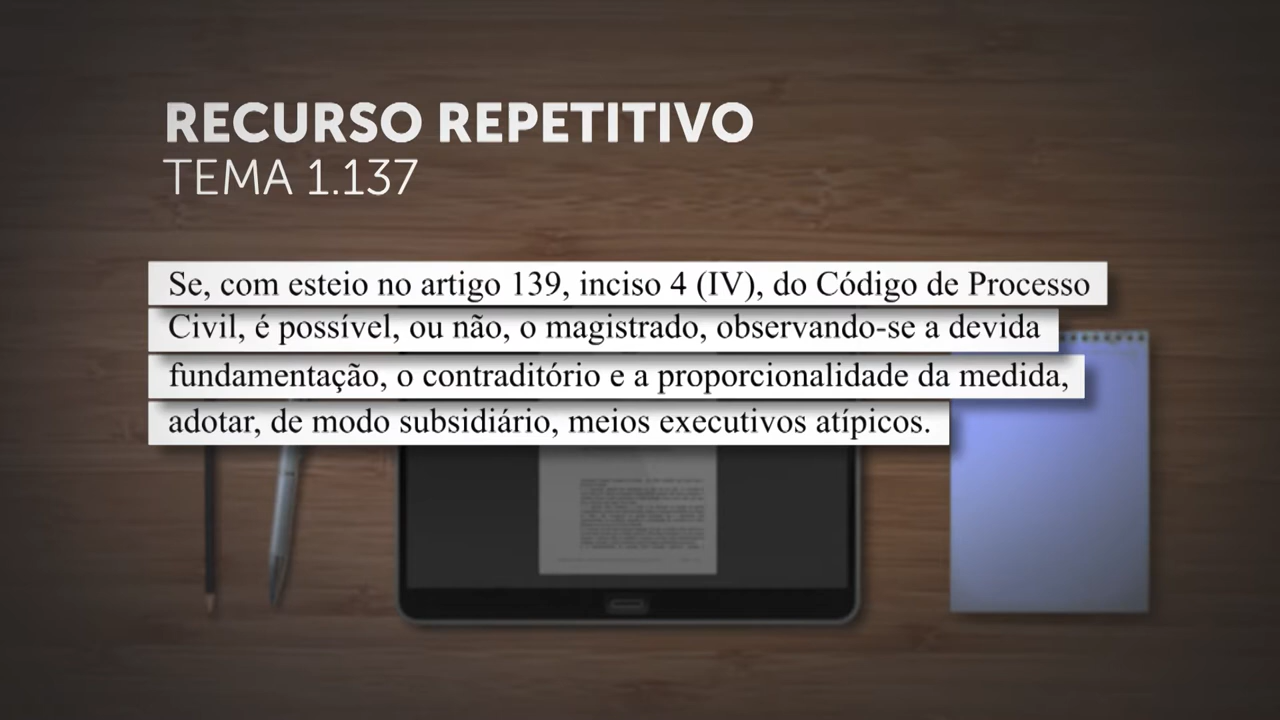 RECURSO REPETITIVO
TEMA 1.137
Se, com esteio no artigo 139, inciso 4 (IV), do Código de Processo
Civil, é possível, ou não, o magistrado, observando-se a devida
fundamentação, o contraditório e a proporcionalidade da medida,
adotar, de modo subsidiário, meios executivos atípicos.